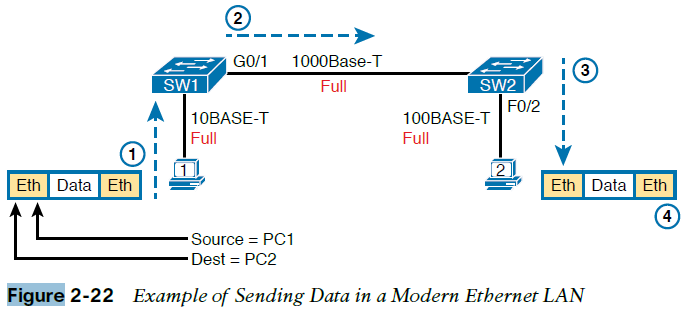 2
G0/1 1000Base-T
Full
SW1
SW2
3
10BASE-T
Full
100BASE-T
Full
F0/2
1
1
2
Eth Data Eth
Eth Data Eth
4
Source = PC1
Dest = PC2
Figure 2-22 Example of Sending Data in a Modern Ethernet LAN